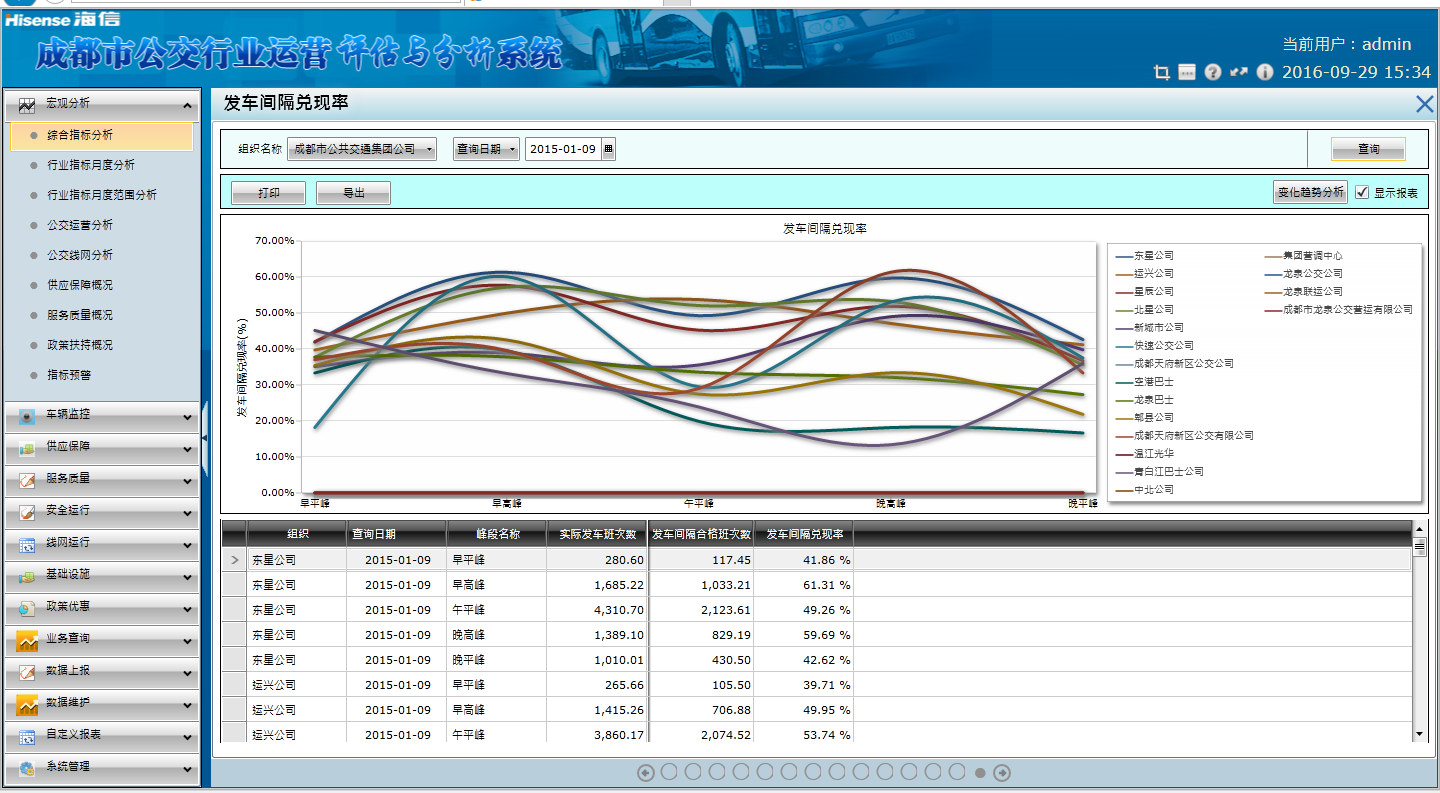 Hisense 海信
成都市公交行业运营评估与分析系统
当前用户：admin
2016-09-29 15:34
宏观分析
综合指标分析
行业指标月度分析
行业指标月度范围分析
公交运营分析
公交线网分析
供应保障概况
服务质量概况
政策扶持概况
指标预警
车辆监控
供应保障
服务质量
安全运行
线网运行
基础设施
政策优惠
业务查询
数据上报
数据维护
自定义报表
系统管理
发车间隔兑现率
组织名称 成都市公共交通集团公司 查询日期 2015-01-09 查询
打印 导出 变化趋势分析 显示报表
发车间隔兑现率
发车间隔兑现率(%)
70.00%
60.00%
50.00%
40.00%
30.00%
20.00%
10.00%
0.00%
早平峰 早高峰 午平峰 晚高峰 晚平峰
东星公司 集团营调中心
运兴公司 龙泉公交公司
星辰公司 龙泉联运公司
北星公司 成都市龙泉公交营运有限公司
新城市公司
快速公交公司
成都天府新区公交公司
空港巴士
龙泉巴士
郫县公司
成都天府新区公交有限公司
温江光华
青白江巴士公司
中北公司
组织 查询日期 峰段名称 实际发车班次数 发车间隔合格班次数 发车间隔兑现率
东星公司 2015-01-09 早平峰 280.60 117.45 41.86 %
东星公司 2015-01-09 早高峰 1,685.22 1,033.21 61.31 %
东星公司 2015-01-09 午平峰 4,310.70 2,123.61 49.26 %
东星公司 2015-01-09 晚高峰 1,389.10 829.19 59.69 %
东星公司 2015-01-09 晚平峰 1,010.01 430.50 42.62 %
运兴公司 2015-01-09 早平峰 265.66 105.50 39.71 %
运兴公司 2015-01-09 早高峰 1,415.26 706.88 49.95 %
运兴公司 2015-01-09 午平峰 3,860.17 2,074.52 53.74 %